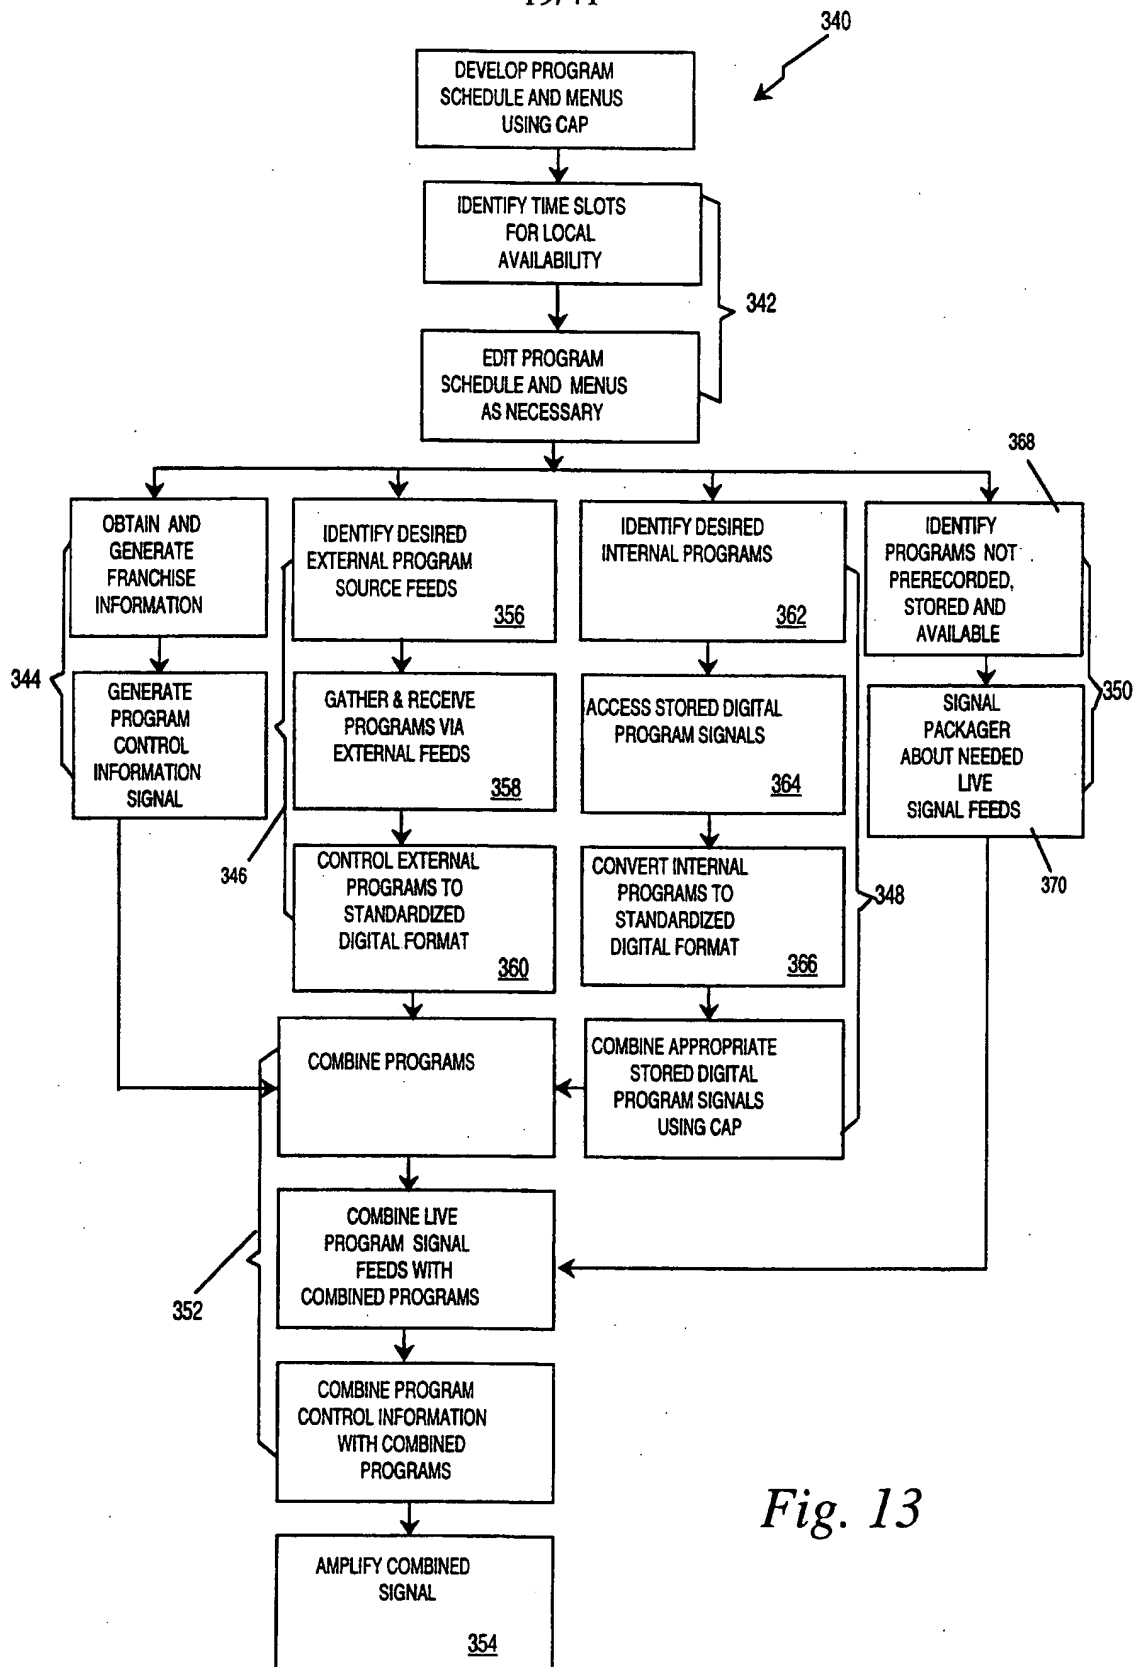 340
DEVELOP PROGRAM
SCHEDULE AND MENUS
USING CAP
IDENTIFY TIME SLOTS
FOR LOCAL
AVAILABILITY
342
EDIT PROGRAM
SCHEDULE AND MENUS
AS NECESSARY
368
OBTAIN AND
GENERATE
FRANCHISE
INFORMATION
IDENTIFY DESIRED
EXTERNAL PROGRAM
SOURCE FEEDS
356
IDENTIFY DESIRED
INTERNAL PROGRAMS
362
IDENTIFY
PROGRAMS NOT
PRERECORDED,
STORED AND
AVAILABLE
344
350
GENERATE
PROGRAM
CONTROL
INFORMATION
SIGNAL
GATHER & RECEIVE
PROGRAMS VIA
EXTERNAL FEEDS
358
ACCESS STORED DIGITAL
PROGRAM SIGNALS
364
SIGNAL
PACKAGER
ABOUT NEEDED
LIVE
SIGNAL FEEDS
346
370
CONTROL EXTERNAL
PROGRAMS TO
STANDARDIZED
DIGITAL FORMAT
360
CONVERT INTERNAL
PROGRAMS TO
STANDARDIZED
DIGITAL FORMAT
366
348
COMBINE PROGRAMS
COMBINE APPROPRIATE
STORED DIGITAL
PROGRAM SIGNALS
USING CAP
COMBINE LIVE
PROGRAM SIGNAL
FEEDS WITH
COMBINED PROGRAMS
352
COMBINE PROGRAM
CONTROL INFORMATION
WITH COMBINED
PROGRAMS
Fig. 13
AMPLIFY COMBINED
SIGNAL
354